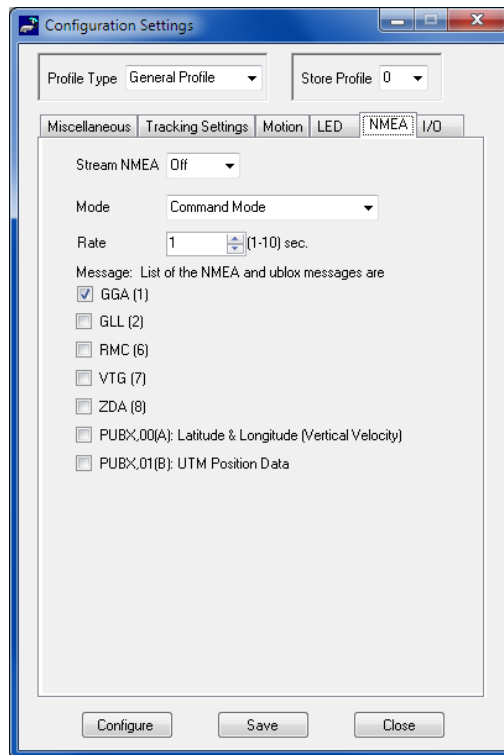 Configuration Settings
Profile Type General Profile Store Profile 0
Miscellaneous Tracking Settings Motion LED NMEA I/O
Stream NMEA Off
Mode Command Mode
Rate 1 (1-10) sec.
Message: List of the NMEA and ublox messages are
GGA (1)
GLL (2)
RMC (6)
VTG (7)
ZDA (8)
PUBX,00(A): Latitude & Longitude (Vertical Velocity)
PUBX,01(B): UTM Position Data
Configure Save Close